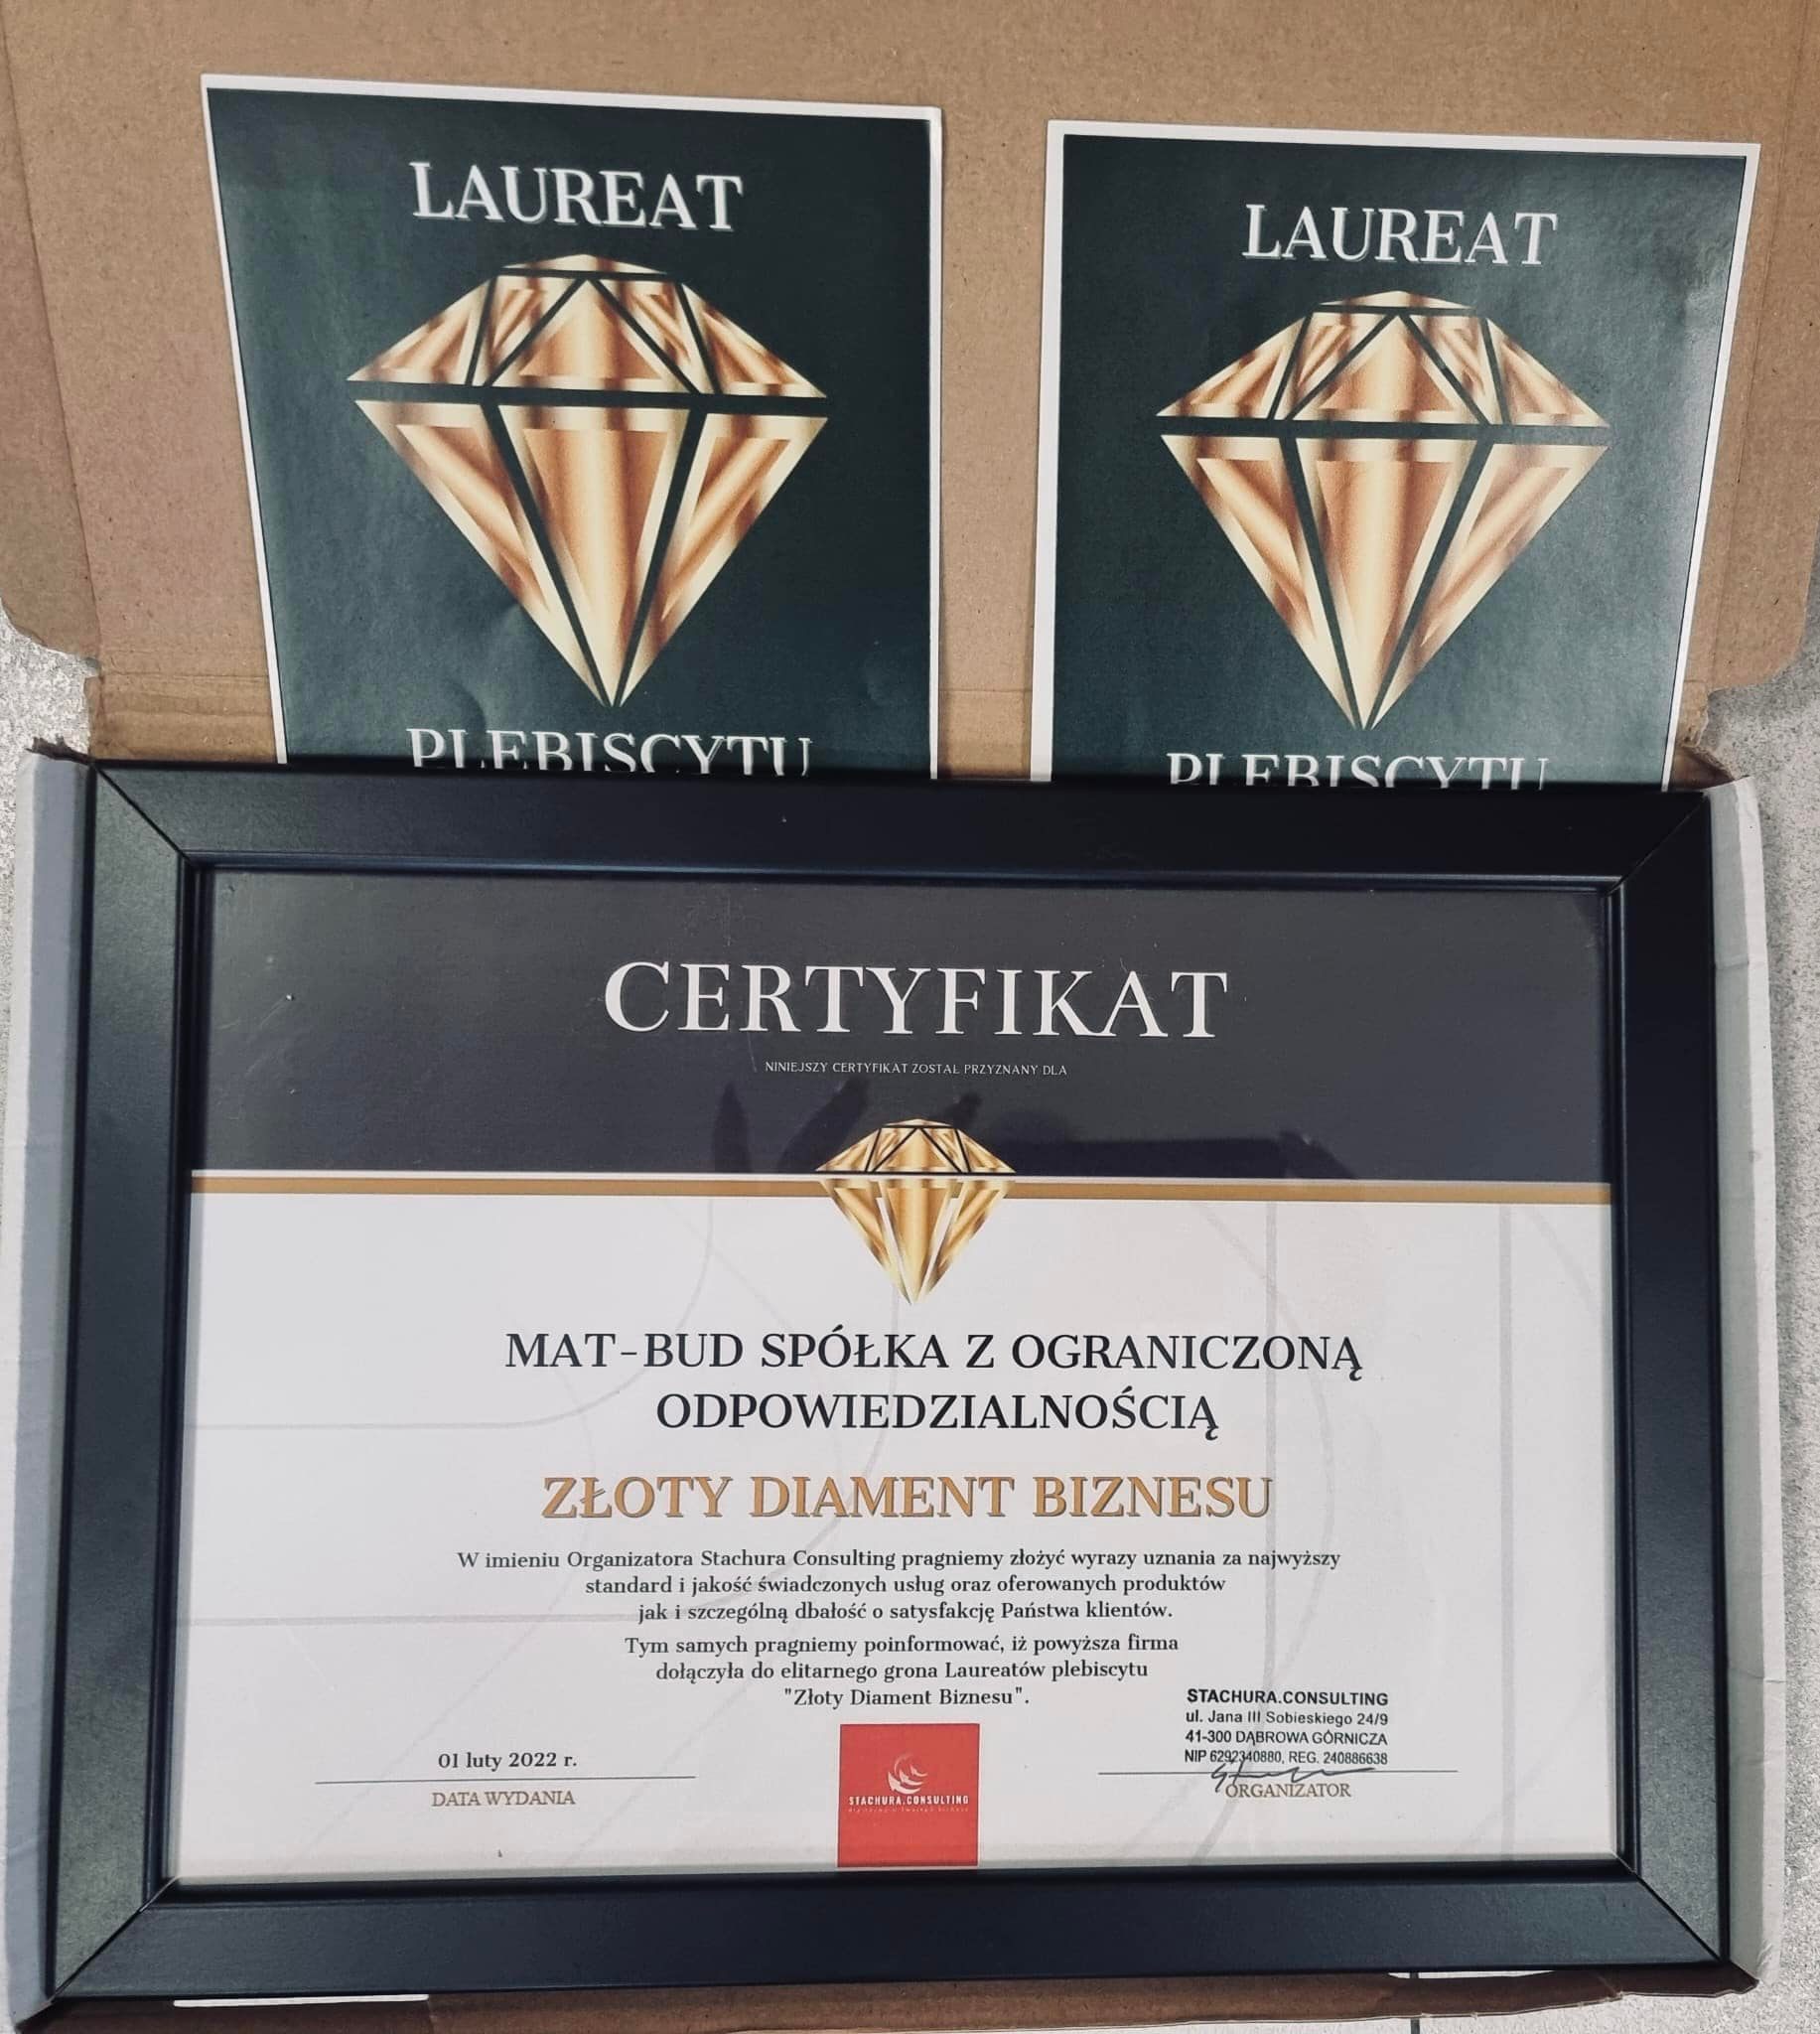 LAUREAT
PLEBISCYTU
LAUREAT
PLEBISCYTU
CERTYFIKAT
NINIEJSZY CERTYFIKAT ZOSTAŁ PRZYZNANY DLA
MAT-BUD SPÓŁKA Z OGRANICZONĄ
ODPOWIEDZIALNOŚCIĄ
ZŁOTY DIAMENT BIZNESU
W imieniu Organizatora Stachura Consulting pragniemy złożyć wyrazy uznania za najwyższy
standard i jakość świadczonych usług oraz oferowanych produktów
jak i szczególną dbałość o satysfakcję Państwa klientów.
Tym samych pragniemy poinformować, iż powyższa firma
dołączyła do elitarnego grona Laureatów plebiscytu
"Złoty Diament Biznesu".
STACHURA.CONSULTING
ul. Jana III Sobieskiego 24/9
41-300 DĄBROWA GÓRNICZA
NIP 6292340880, REG. 240886638
ORGANIZATOR
01 luty 2022 r.
DATA WYDANIA
STACHURA.CONSULTING